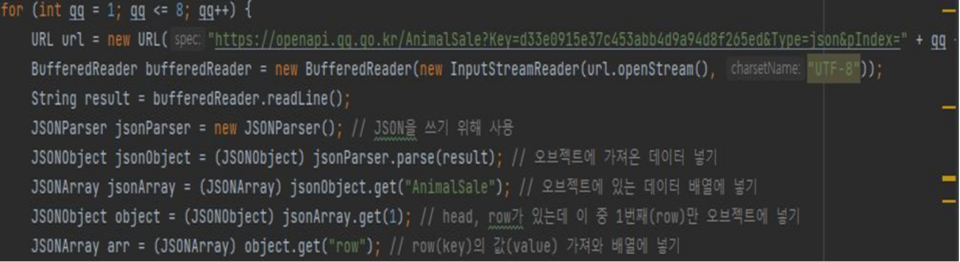 for (int gg = 1; gg <= 8; gg++) {
URL url = new URL( spec: "https://openapi.gg.go.kr/AnimalSale?Key=d33e0915e37c453abb4d9a94d8f265ed&Type=json&pIndex=" + gg
BufferedReader bufferedReader = new BufferedReader(new InputStreamReader(url.openStream(), charsetName: "UTF-8"));
String result = bufferedReader.readLine();
JSONParser jsonParser = new JSONParser(); // JSON을 쓰기 위해 사용
JSONObject jsonObject = (JSONObject) jsonParser.parse(result); // 오브젝트에 가져온 데이터 넣기
JSONArray jsonArray = (JSONArray) jsonObject.get("AnimalSale"); // 오브젝트에 있는 데이터 배열에 넣기
JSONObject object = (JSONObject) jsonArray.get(1); // head, row가 있는데 이 중 1번째(row)만 오브젝트에 넣기
JSONArray arr = (JSONArray) object.get("row"); // row(key)의 값(value) 가져와 배열에 넣기